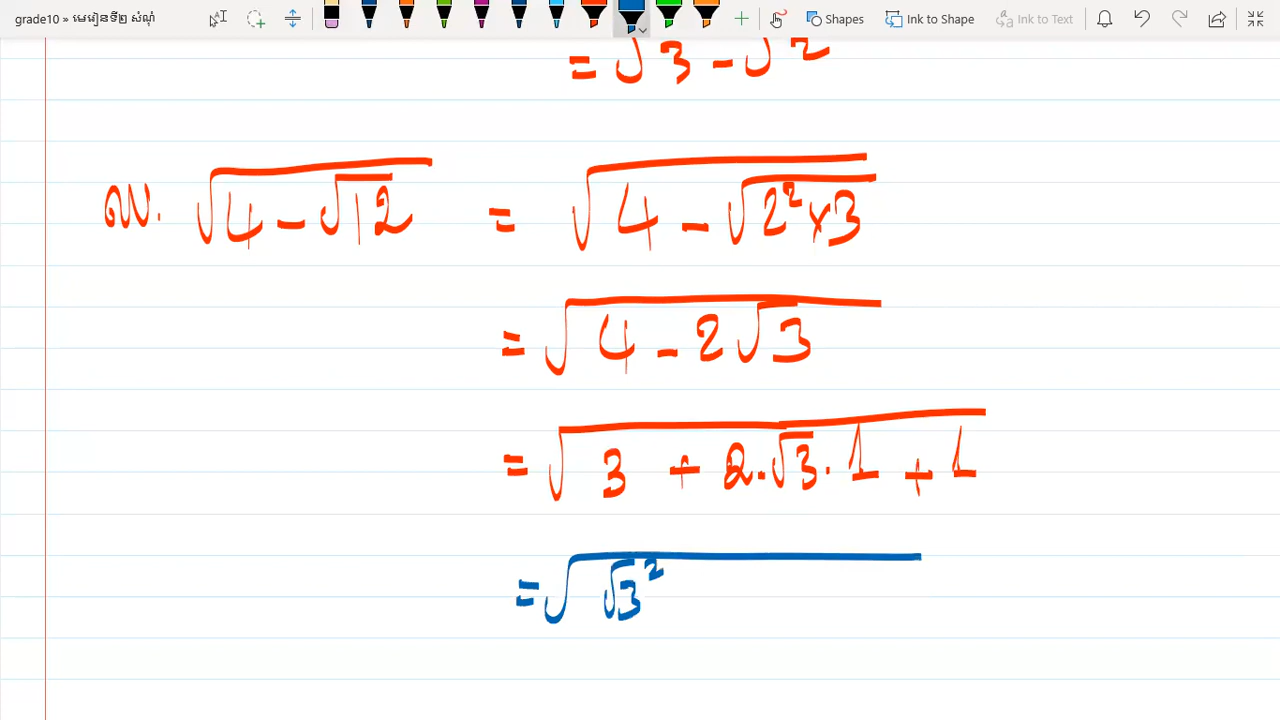 grade10 » មេរៀនទី២ សំណុំ Shapes Ink to Shape Ink to Text
= √3 - √2
ឃ. √(4 - √12) = √(4 - √(2²×3))
= √(4 - 2√3)
= √(3 + 2.√3 . 1 + 1)
= √(√3²